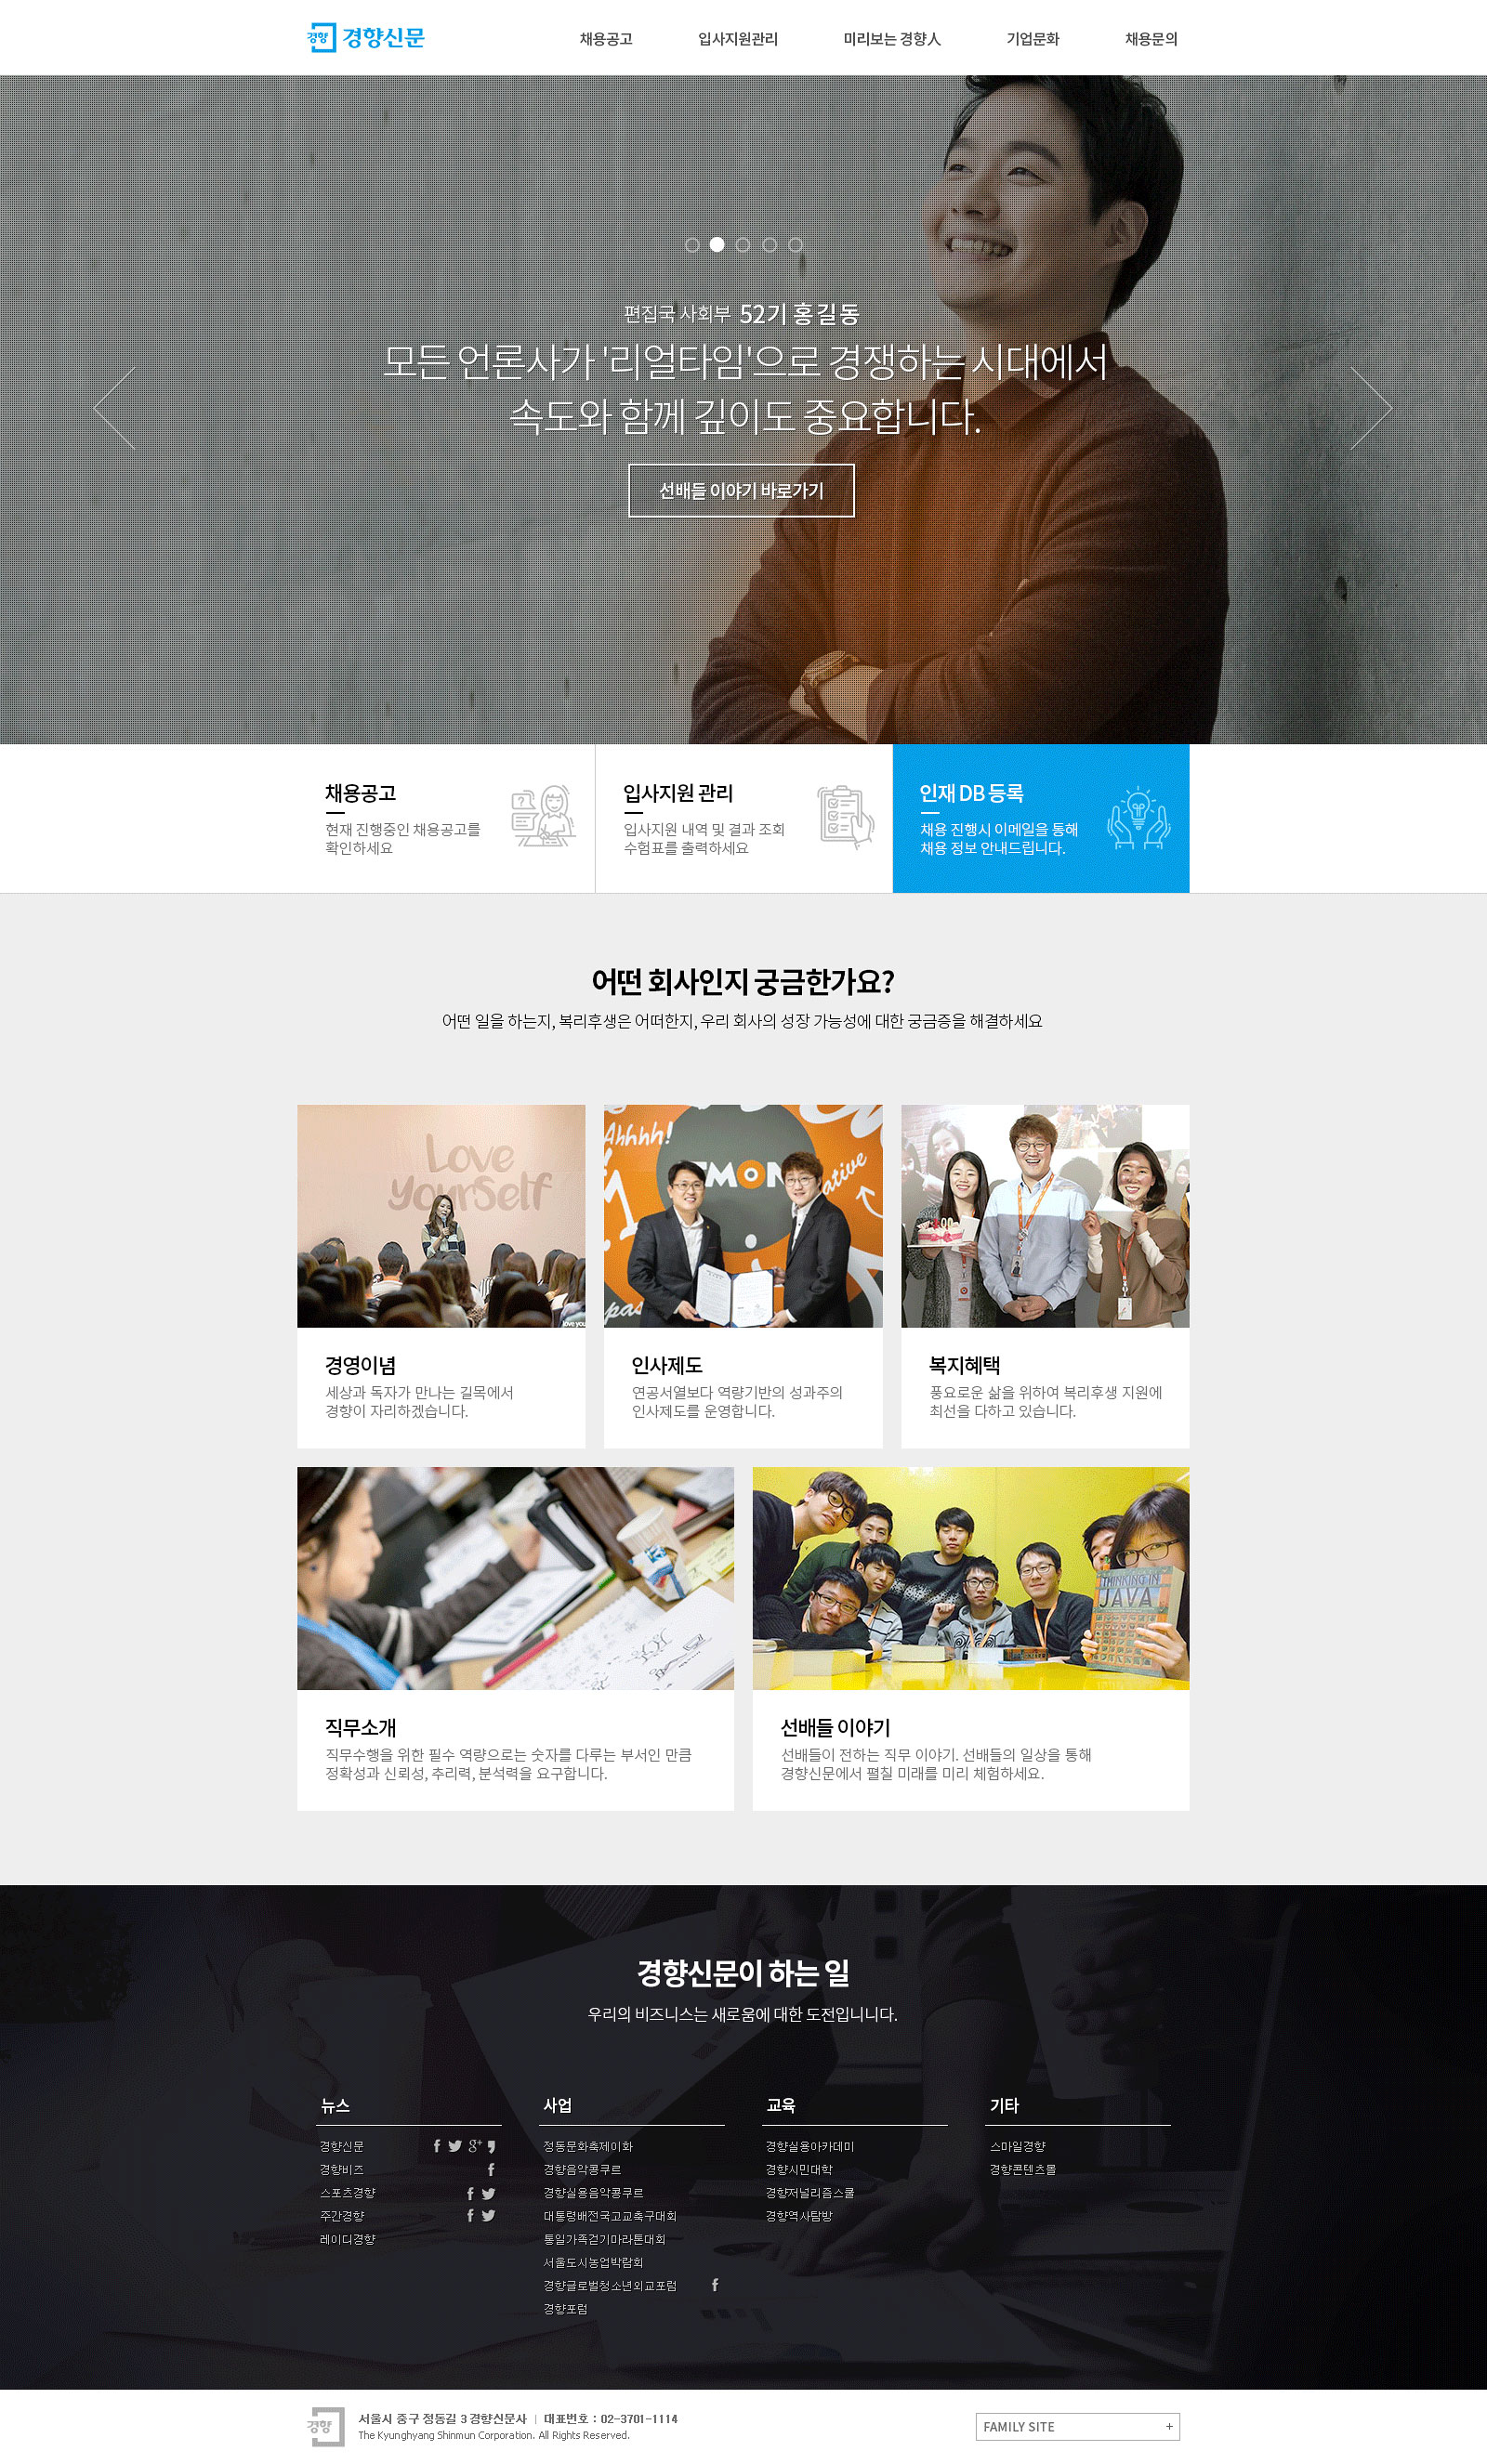 경향 경향신문
채용공고 입사지원관리 미리보는 경향人 기업문화 채용문의
편집국 사회부 52기 홍길동
모든 언론사가 '리얼타임'으로 경쟁하는 시대에서
속도와 함께 깊이도 중요합니다.
선배들 이야기 바로가기
채용공고
현재 진행중인 채용공고를
확인하세요
입사지원 관리
입사지원 내역 및 결과 조회
수험표를 출력하세요
인재 DB 등록
채용 진행시 이메일을 통해
채용 정보 안내드립니다.
어떤 회사인지 궁금한가요?
어떤 일을 하는지, 복리후생은 어떠한지, 우리 회사의 성장 가능성에 대한 궁금증을 해결하세요
Love
yourself
love you
Ahhhh!
TMON
ative
pas
경영이념
세상과 독자가 만나는 길목에서
경향이 자리하겠습니다.
인사제도
연공서열보다 역량기반의 성과주의
인사제도를 운영합니다.
복지혜택
풍요로운 삶을 위하여 복리후생 지원에
최선을 다하고 있습니다.
THINKING IN
JAVA
직무소개
직무수행을 위한 필수 역량으로는 숫자를 다루는 부서인 만큼
정확성과 신뢰성, 추리력, 분석력을 요구합니다.
선배들 이야기
선배들이 전하는 직무 이야기. 선배들의 일상을 통해
경향신문에서 펼칠 미래를 미리 체험하세요.
경향신문이 하는 일
우리의 비즈니스는 새로움에 대한 도전입니니다.
뉴스
경향신문
경향비즈
스포츠경향
주간경향
레이디경향
사업
정동문화축제이화
경향음악콩쿠르
경향실용음악콩쿠르
대통령배전국고교축구대회
통일가족걷기마라톤대회
서울도시농업박람회
경향글로벌청소년외교포럼
경향포럼
교육
경향실용아카데미
경향시민대학
경향저널리즘스쿨
경향역사탐방
기타
스마일경향
경향콘텐츠몰
경향
서울시 중구 정동길 3 경향신문사 | 대표번호 : 02-3701-1114
The Kyunghyang Shinmun Corporation. All Rights Reserved.
FAMILY SITE +